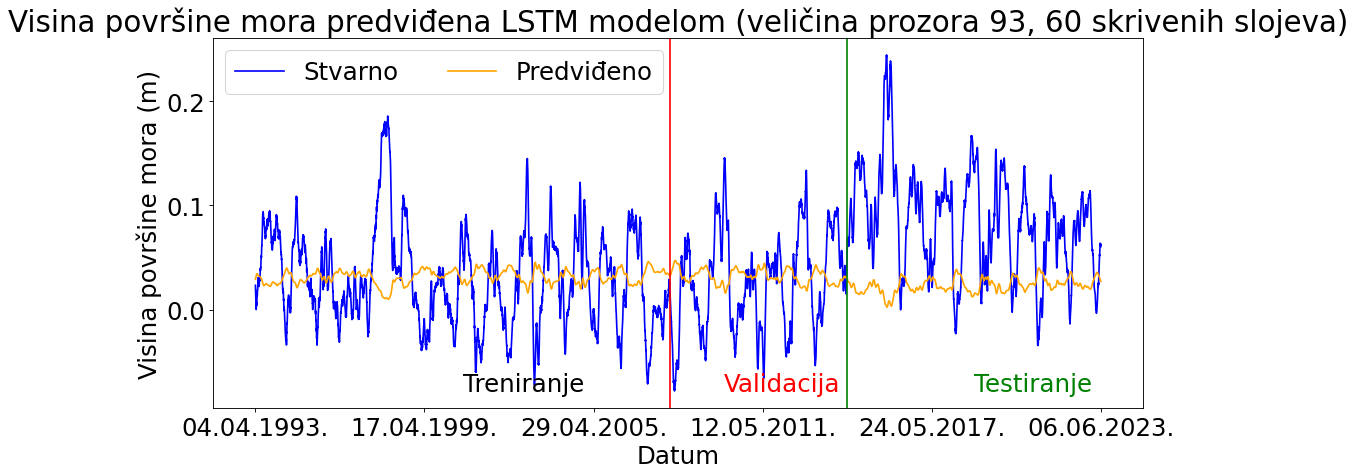 Visina površine mora predviđena LSTM modelom (veličina prozora 93, 60 skrivenih slojeva)
Stvarno
Predviđeno
Visina površine mora (m)
0.2
0.1
0.0
Treniranje
Validacija
Testiranje
04.04.1993.
17.04.1999.
29.04.2005.
12.05.2011.
24.05.2017.
06.06.2023.
Datum